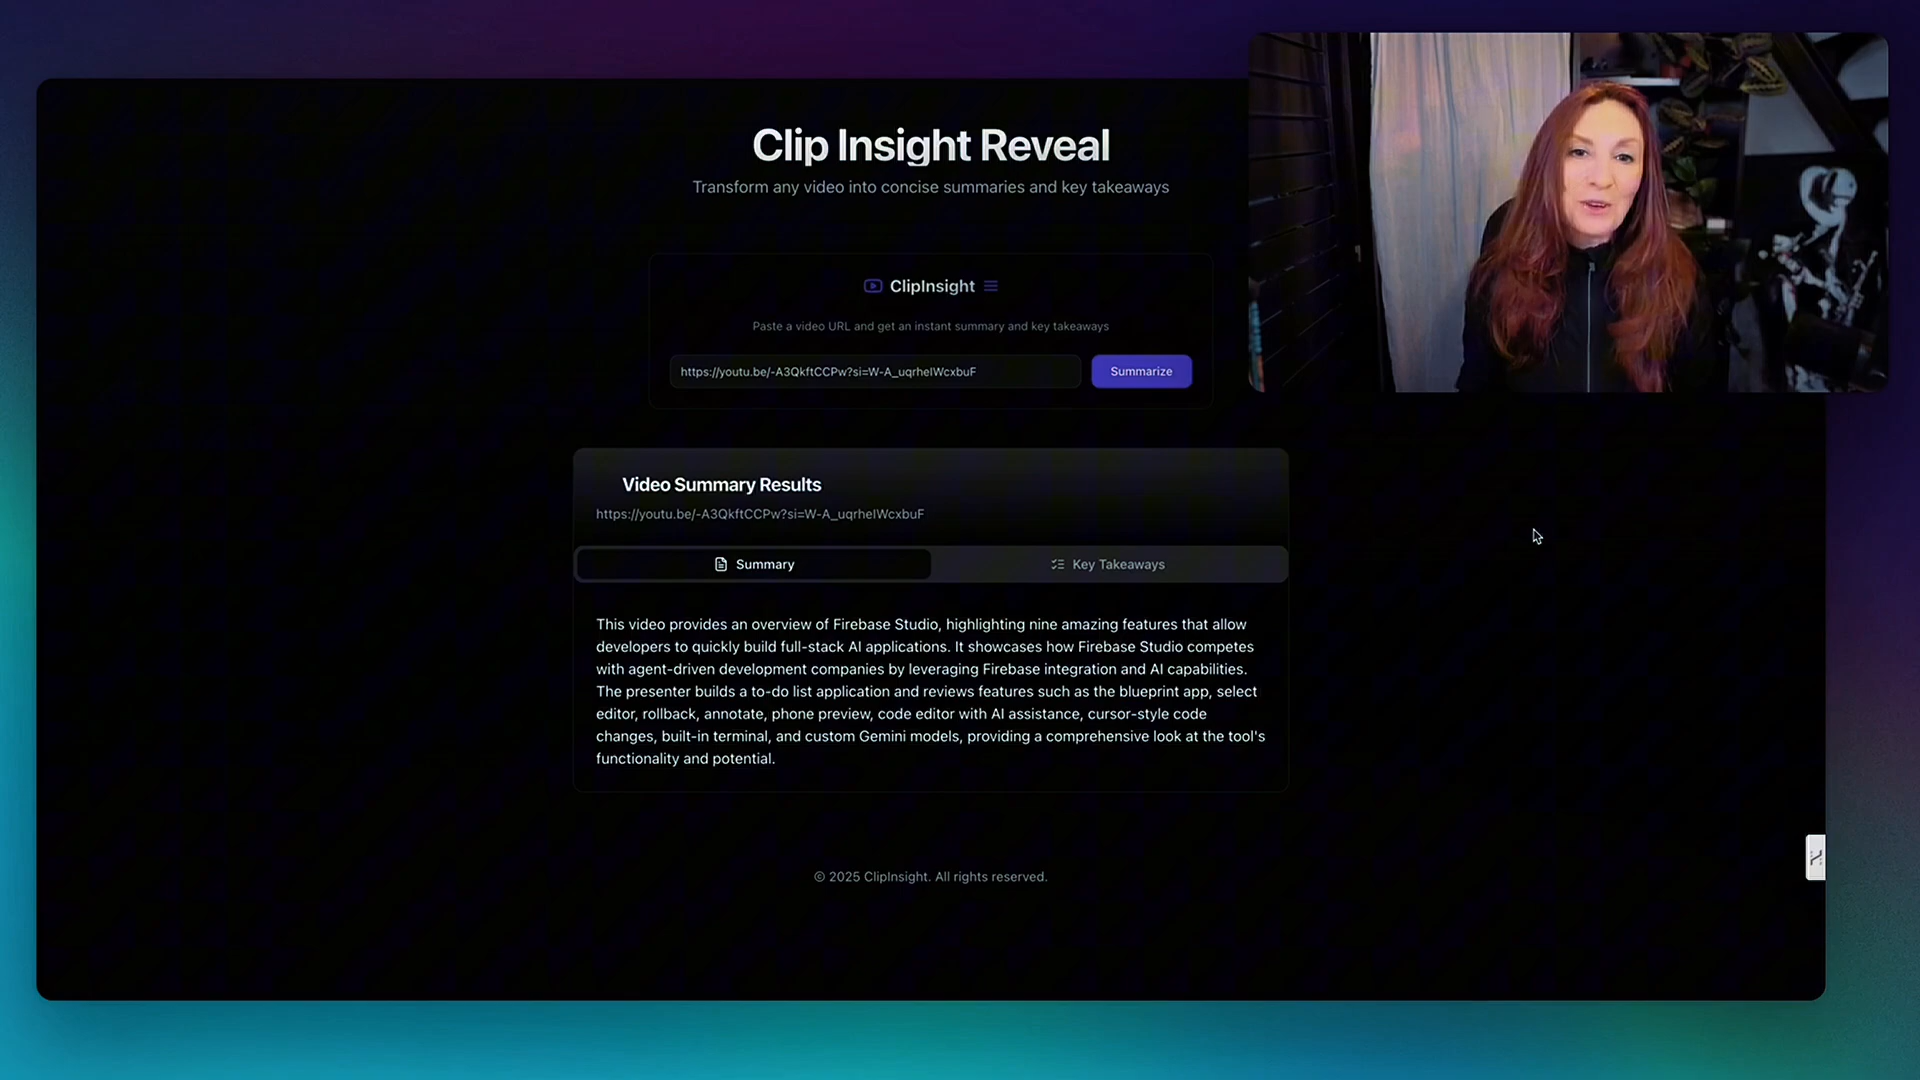 Clip Insight Reveal
Transform any video into concise summaries and key takeaways
ClipInsight
Paste a video URL and get an instant summary and key takeaways
https://youtu.be/-A3QkftCCPw?si=W-A_uqrheIWcxbuF
Summarize
Video Summary Results
https://youtu.be/-A3QkftCCPw?si=W-A_uqrheIWcxbuF
Summary
Key Takeaways
This video provides an overview of Firebase Studio, highlighting nine amazing features that allow
developers to quickly build full-stack AI applications. It showcases how Firebase Studio competes
with agent-driven development companies by leveraging Firebase integration and AI capabilities.
The presenter builds a to-do list application and reviews features such as the blueprint app, select
editor, rollback, annotate, phone preview, code editor with AI assistance, cursor-style code
changes, built-in terminal, and custom Gemini models, providing a comprehensive look at the tool's
functionality and potential.
© 2025 ClipInsight. All rights reserved.